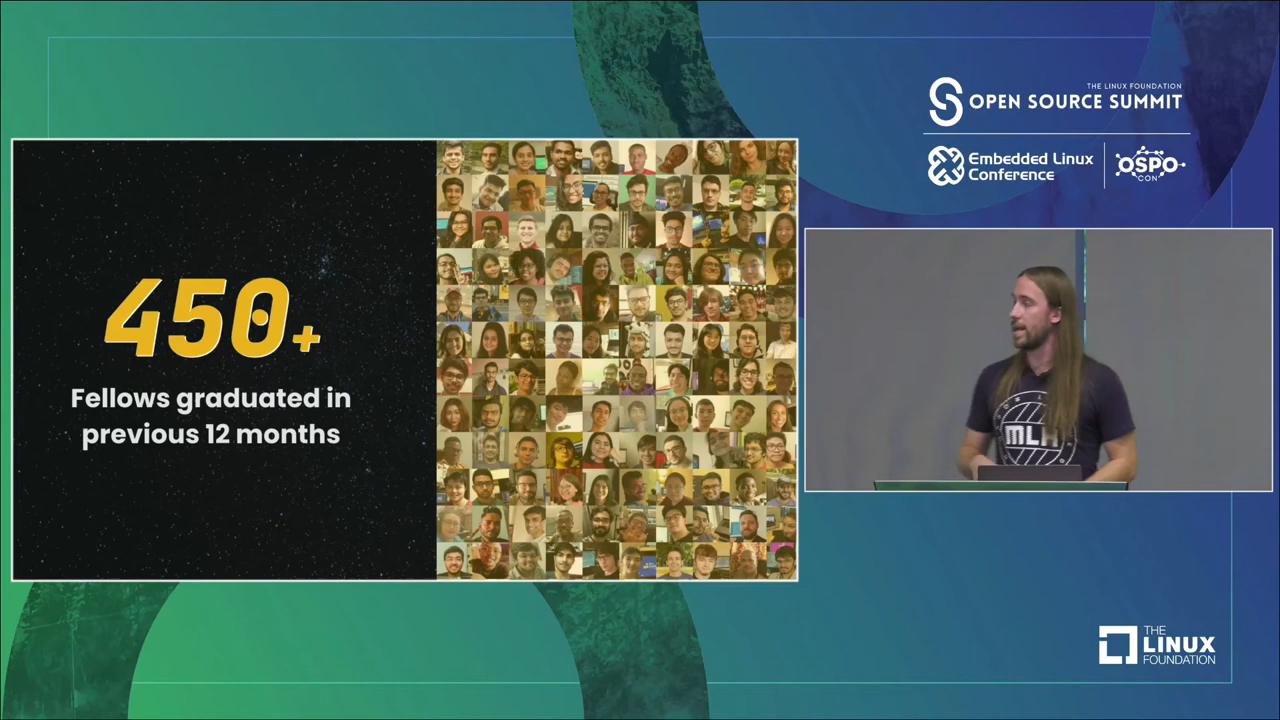 THE LINUX FOUNDATION
OPEN SOURCE SUMMIT
Embedded Linux
Conference
OSPO
CON
450+
Fellows graduated in
previous 12 months
MLH
THE
LINUX
FOUNDATION